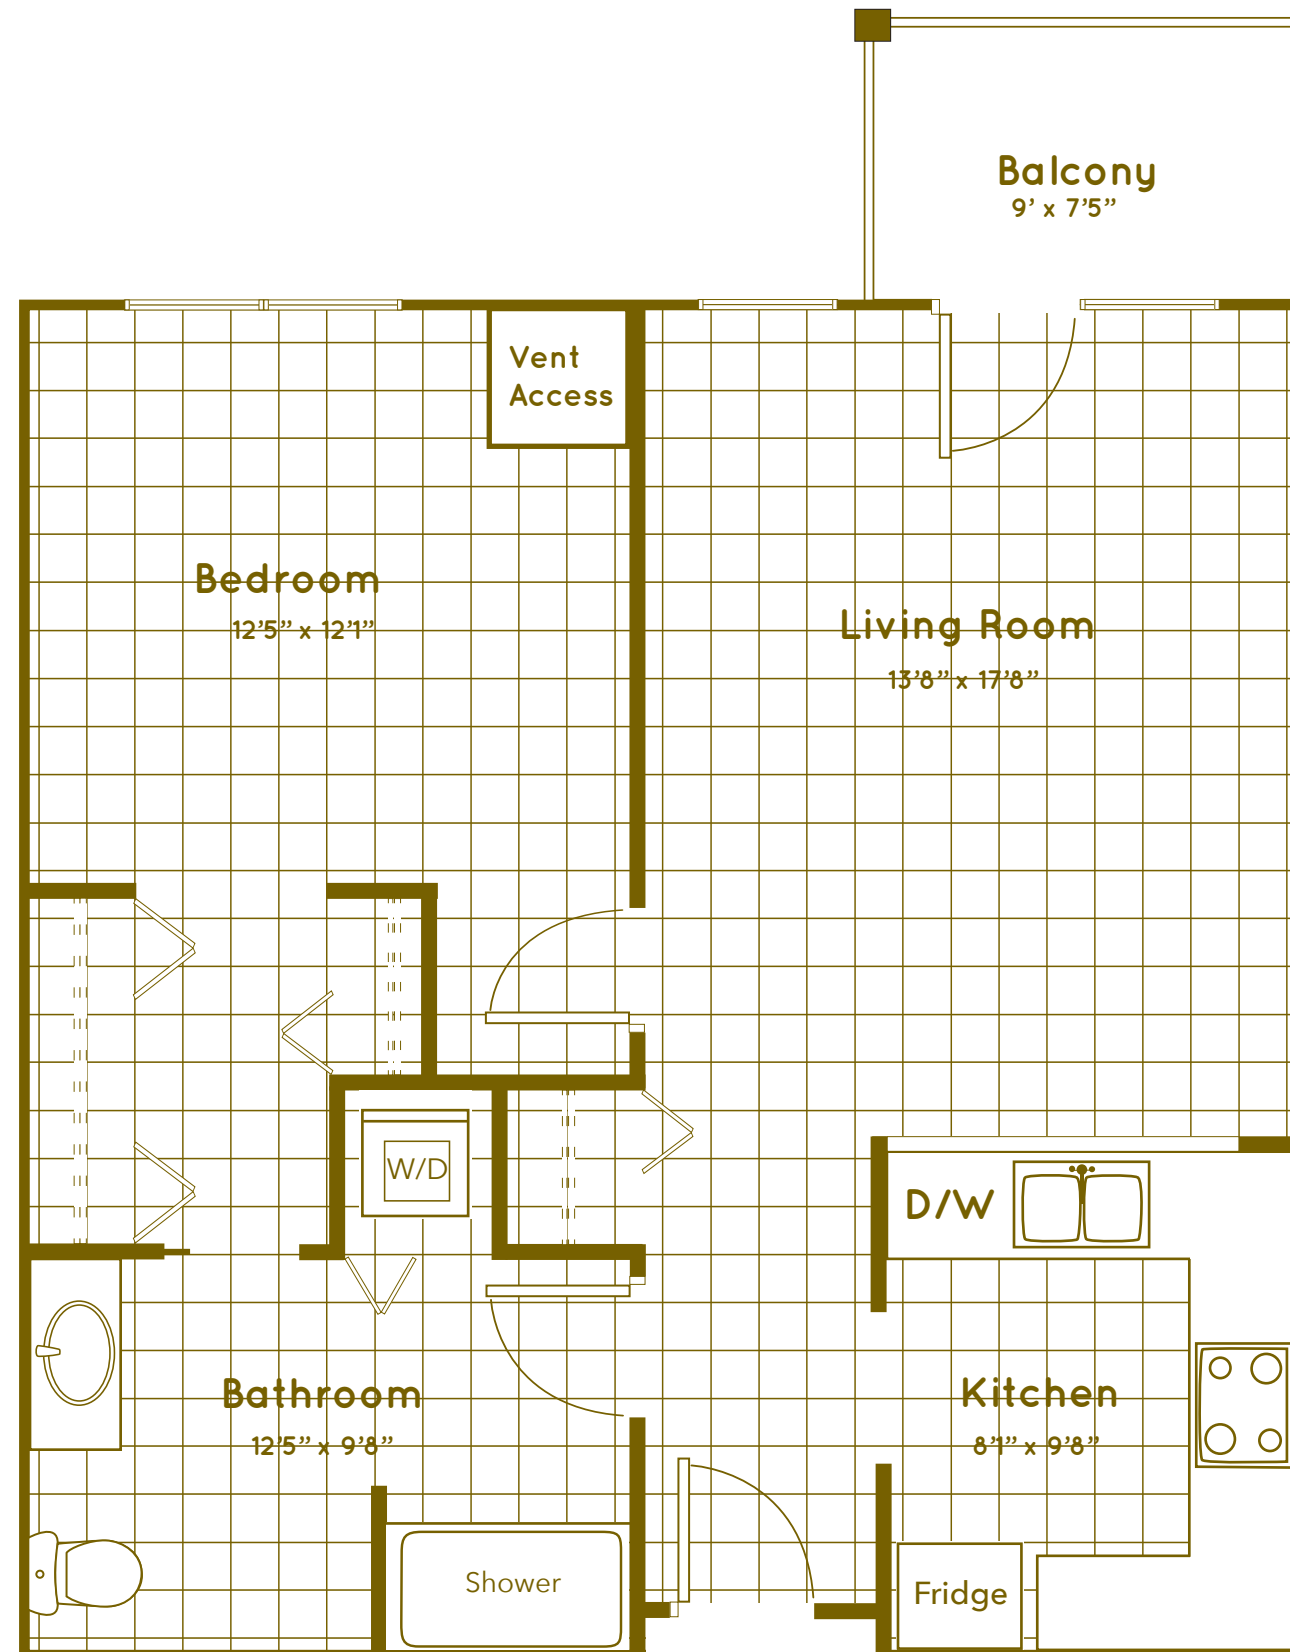 Balcony
9’ x 7’5”
Vent
Access
Bedroom
12’5” x 12’1”
Living Room
13’8” x 17’8”
W/D
D/W
Bathroom
12’5” x 9’8”
Kitchen
8’1” x 9’8”
Shower
Fridge